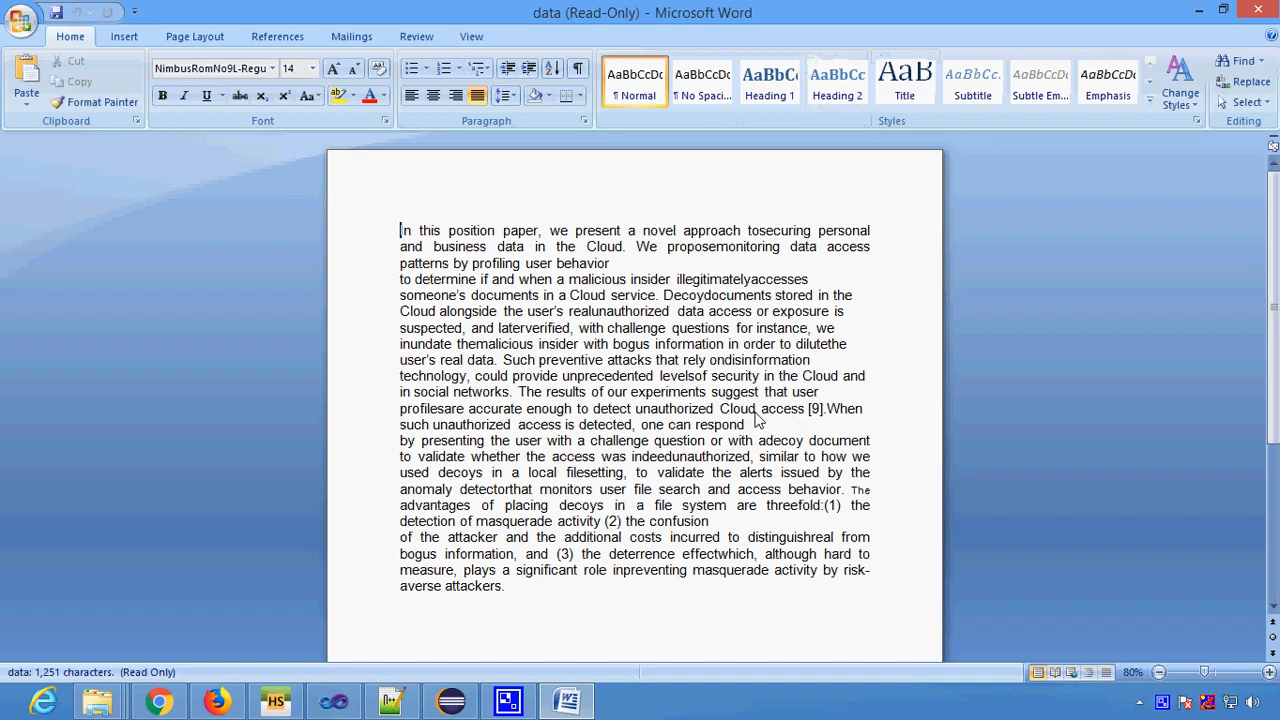 data (Read-Only) - Microsoft Word
Home Insert Page Layout References Mailings Review View
Paste
Cut
Copy
Format Painter
Clipboard
NimbusRomNo9L-Regu 14
B I U abc x₂ x² Aa
Font
Paragraph
AaBbCcDc AaBbCcDc AaBbCc AaBbCc AaB AaBbCc. AaBbCcDc AaBbCcDc
¶ Normal ¶ No Spaci... Heading 1 Heading 2 Title Subtitle Subtle Em... Emphasis
Change
Styles
Styles
Find
Replace
Select
Editing
In this position paper, we present a novel approach tosecuring personal
and business data in the Cloud. We proposemonitoring data access
patterns by profiling user behavior
to determine if and when a malicious insider illegitimatelyaccesses
someone's documents in a Cloud service. Decoydocuments stored in the
Cloud alongside the user's realunauthorized data access or exposure is
suspected, and laterverified, with challenge questions for instance, we
inundate themalicious insider with bogus information in order to dilutethe
user's real data. Such preventive attacks that rely ondisinformation
technology, could provide unprecedented levelsof security in the Cloud and
in social networks. The results of our experiments suggest that user
profilesare accurate enough to detect unauthorized Cloud access [9].When
such unauthorized access is detected, one can respond
by presenting the user with a challenge question or with adecoy document
to validate whether the access was indeedunauthorized, similar to how we
used decoys in a local filesetting, to validate the alerts issued by the
anomaly detectorthat monitors user file search and access behavior. The
advantages of placing decoys in a file system are threefold:(1) the
detection of masquerade activity (2) the confusion
of the attacker and the additional costs incurred to distinguishreal from
bogus information, and (3) the deterrence effectwhich, although hard to
measure, plays a significant role inpreventing masquerade activity by risk-
averse attackers.
data: 1,251 characters. (Read Only)
80%
HS